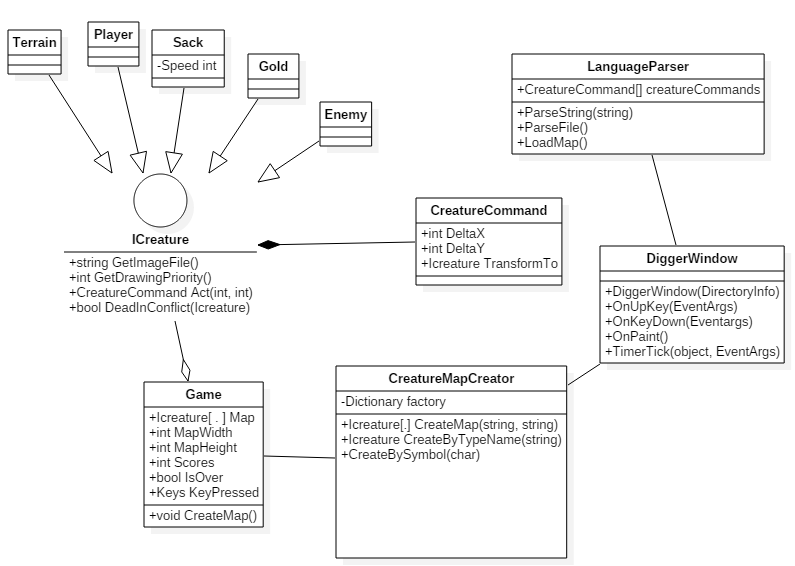 Terrain
Player
Sack
-Speed int
Gold
Enemy
LanguageParser
+CreatureCommand[] creatureCommands
+ParseString(string)
+ParseFile()
+LoadMap()
ICreature
+string GetImageFile()
+int GetDrawingPriority()
+CreatureCommand Act(int, int)
+bool DeadInConflict(Icreature)
CreatureCommand
+int DeltaX
+int DeltaY
+Icreature TransformTo
DiggerWindow
+DiggerWindow(DirectoryInfo)
+OnUpKey(EventArgs)
+OnKeyDown(Eventargs)
+OnPaint()
+TimerTick(object, EventArgs)
Game
+Icreature[ . ] Map
+int MapWidth
+int MapHeight
+int Scores
+bool IsOver
+Keys KeyPressed
+void CreateMap()
CreatureMapCreator
-Dictionary factory
+Icreature[.] CreateMap(string, string)
+Icreature CreateByTypeName(string)
+CreateBySymbol(char)